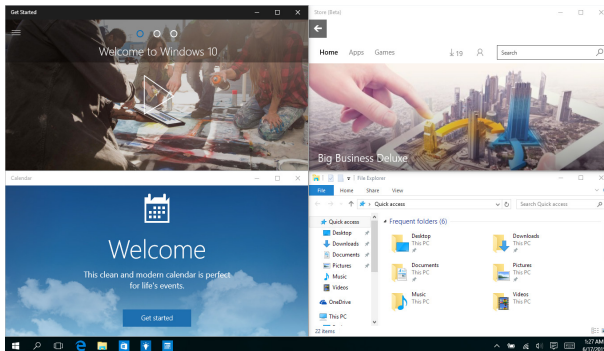 Get Started
Welcome to Windows 10
Store (Beta)
Home Apps Games
19
Search
Big Business Deluxe
Calendar
Welcome
This clean and modern calendar is perfect
for life's events.
Get started
File Explorer
File Home Share View
Quick access
Search Quick access
Quick access
Desktop
Downloads
Documents
Pictures
Music
Videos
OneDrive
This PC
22 items
Frequent folders (6)
Desktop
This PC
Downloads
This PC
Documents
This PC
Pictures
This PC
Music
This PC
Videos
This PC
1:27 AM